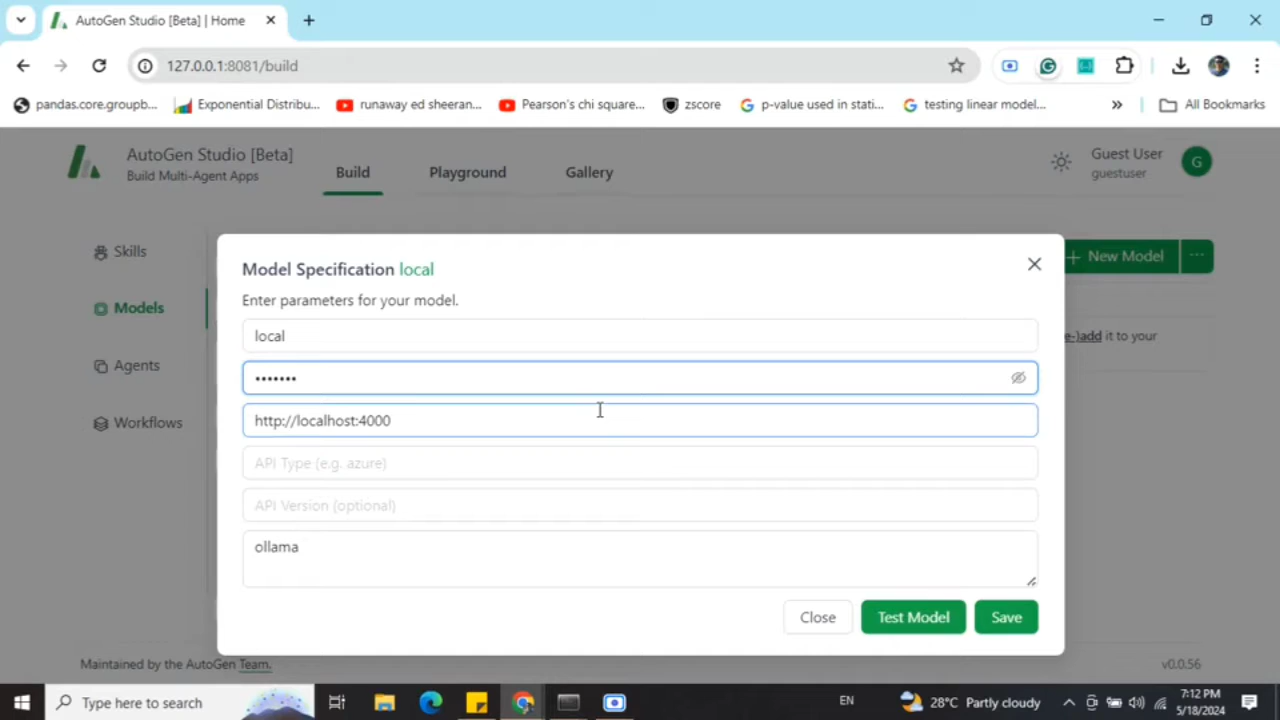 AutoGen Studio [Beta] | Home
127.0.0.1:8081/build
pandas.core.groupb...
Exponential Distribu...
runaway ed sheeran...
Pearson's chi square...
zscore
p-value used in stati...
testing linear model...
»
All Bookmarks
AutoGen Studio [Beta]
Build Multi-Agent Apps
Build
Playground
Gallery
Guest User
guestuser
G
Skills
Models
Agents
Workflows
+ New Model
...
e-)add it to your
Model Specification local
Enter parameters for your model.
local
•••••••
http://localhost:4000
API Type (e.g. azure)
API Version (optional)
ollama
Close
Test Model
Save
Maintained by the AutoGen Team.
v0.0.56
Type here to search
EN
28°C Partly cloudy
7:12 PM
5/18/2024